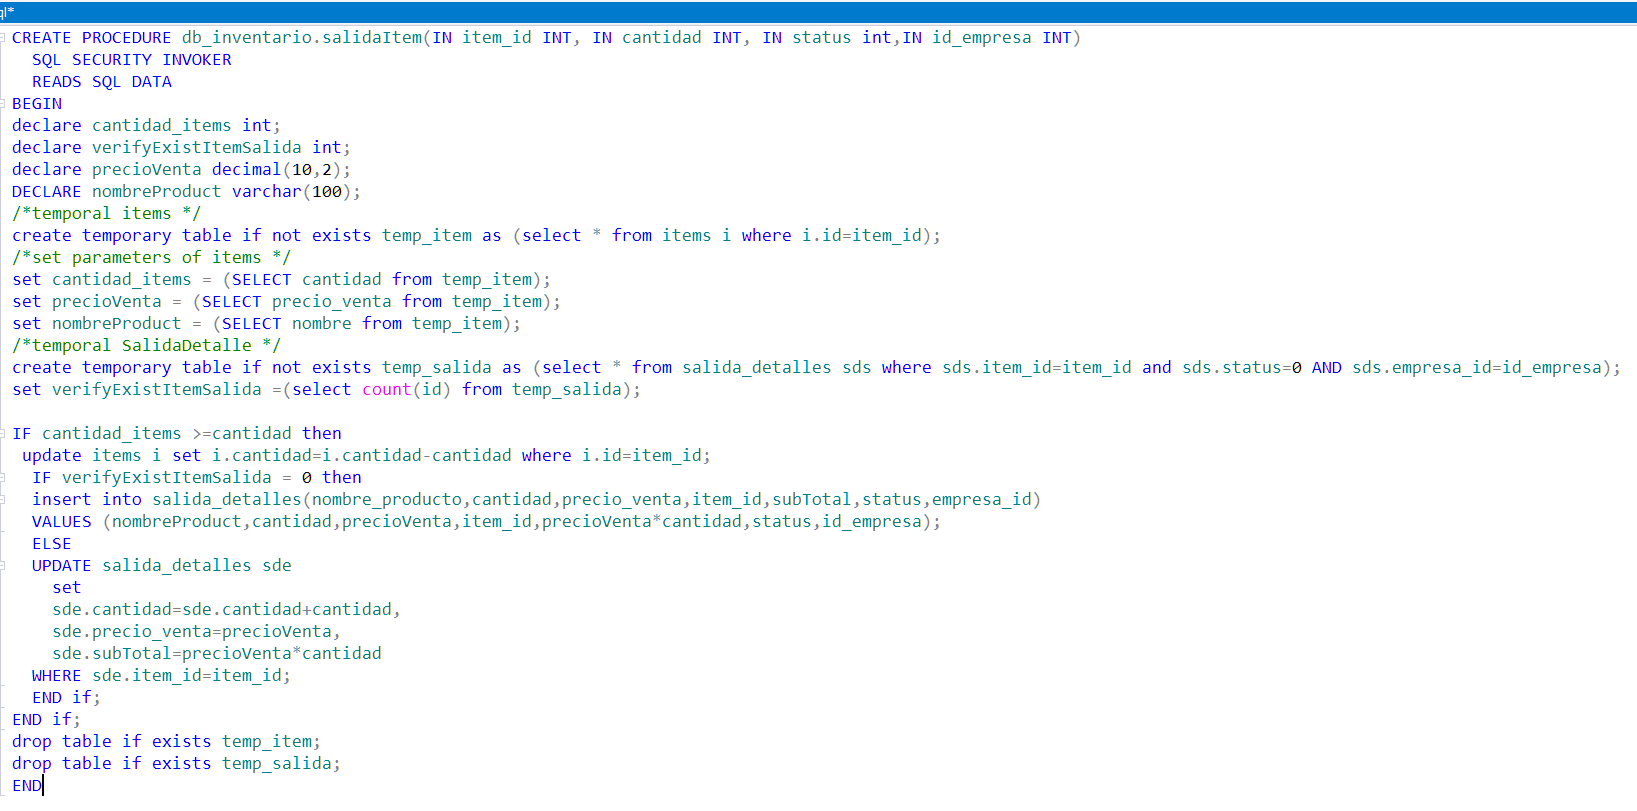 ql*
CREATE PROCEDURE db_inventario.salidaItem(IN item_id INT, IN cantidad INT, IN status int,IN id_empresa INT)
  SQL SECURITY INVOKER
  READS SQL DATA
BEGIN
declare cantidad_items int;
declare verifyExistItemSalida int;
declare precioVenta decimal(10,2);
DECLARE nombreProduct varchar(100);
/*temporal items */
create temporary table if not exists temp_item as (select * from items i where i.id=item_id);
/*set parameters of items */
set cantidad_items = (SELECT cantidad from temp_item);
set precioVenta = (SELECT precio_venta from temp_item);
set nombreProduct = (SELECT nombre from temp_item);
/*temporal SalidaDetalle */
create temporary table if not exists temp_salida as (select * from salida_detalles sds where sds.item_id=item_id and sds.status=0 AND sds.empresa_id=id_empresa);
set verifyExistItemSalida =(select count(id) from temp_salida);

IF cantidad_items >=cantidad then
 update items i set i.cantidad=i.cantidad-cantidad where i.id=item_id;
  IF verifyExistItemSalida = 0 then
  insert into salida_detalles(nombre_producto,cantidad,precio_venta,item_id,subTotal,status,empresa_id)
  VALUES (nombreProduct,cantidad,precioVenta,item_id,precioVenta*cantidad,status,id_empresa);
  ELSE
  UPDATE salida_detalles sde
    set
    sde.cantidad=sde.cantidad+cantidad,
    sde.precio_venta=precioVenta,
    sde.subTotal=precioVenta*cantidad
  WHERE sde.item_id=item_id;
  END if;
END if;
drop table if exists temp_item;
drop table if exists temp_salida;
END